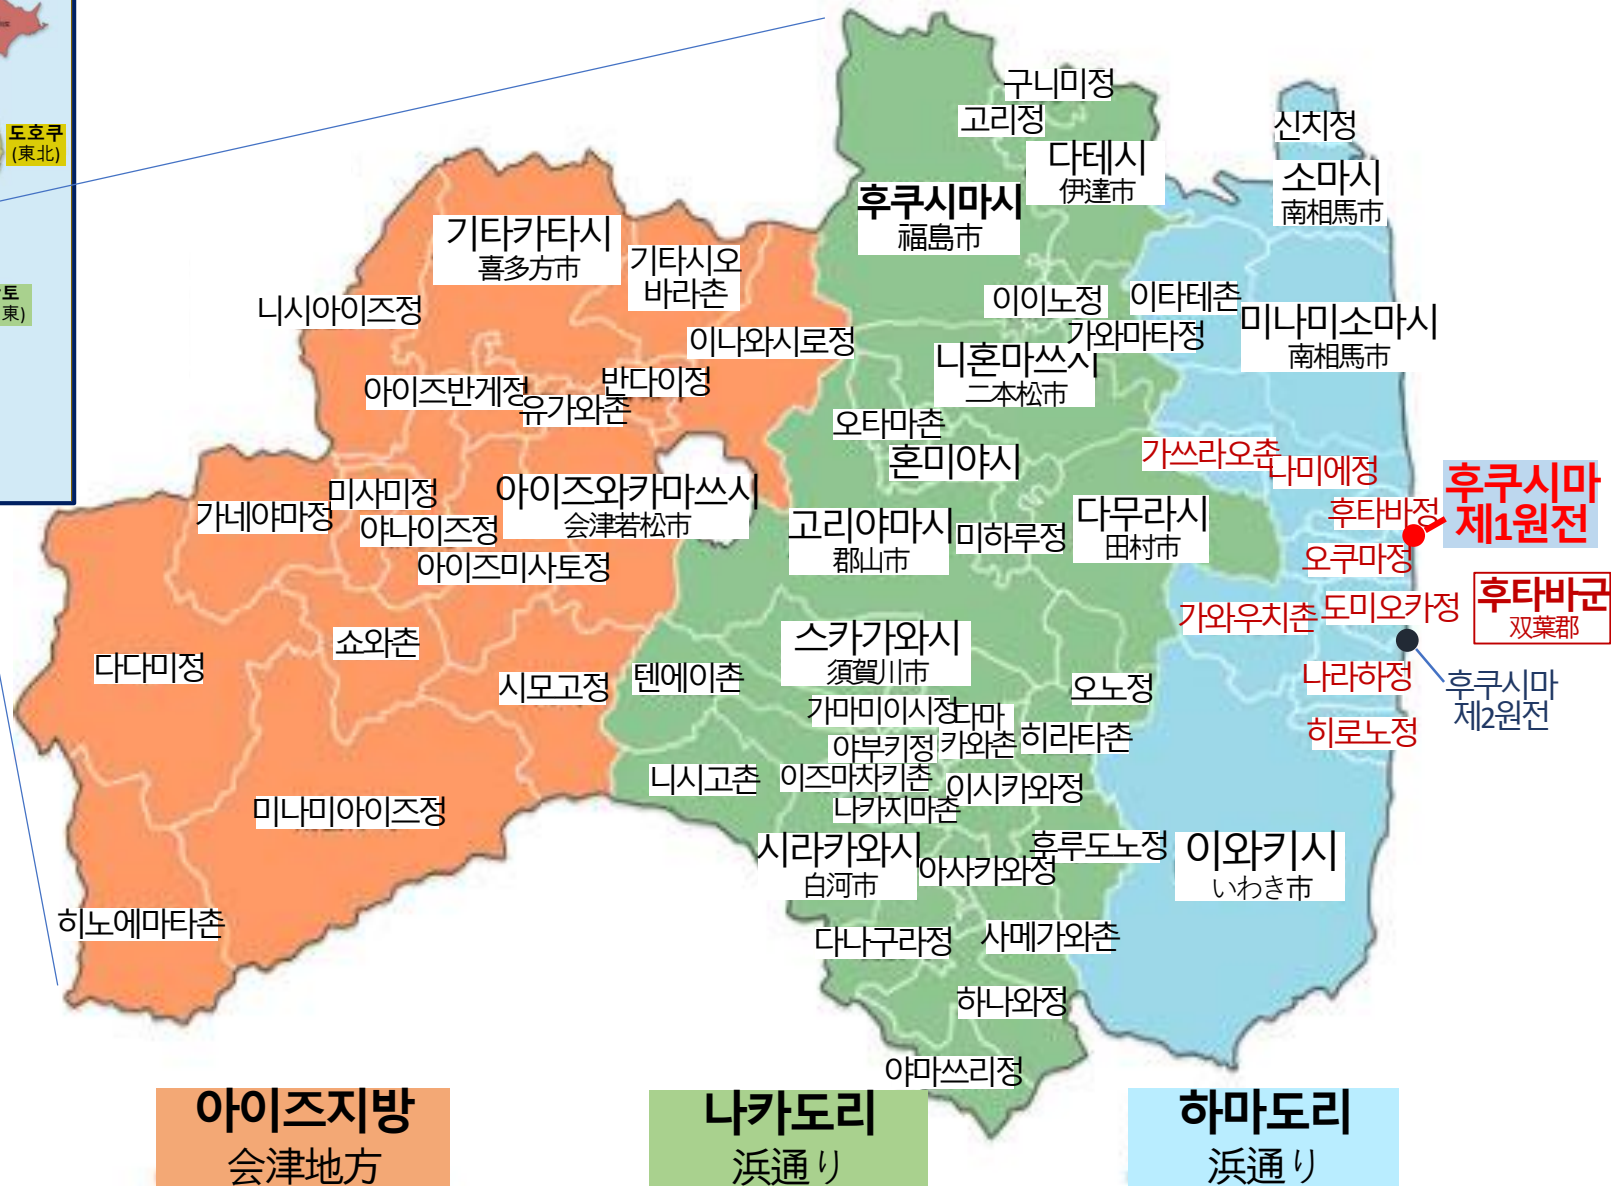 도호쿠
(東北)
토
東)
구니미정
고리정
다테시
伊達市
신치정
소마시
南相馬市
후쿠시마시
福島市
기타카타시
喜多方市
기타시오
바라촌
니시아이즈정
이나와시로정
이이노정
이타테촌
가와마타정
미나미소마시
南相馬市
니혼마쓰시
二本松市
아이즈반게정
반다이정
유가와촌
오타마촌
혼미야시
가쓰라오촌
나미에정
후쿠시마
제1원전
가네야마정
미사미정
야나이즈정
아이즈와카마쓰시
会津若松市
아이즈미사토정
고리야마시
郡山市
미하루정
다무라시
田村市
후타바정
오쿠마정
후타바군
双葉郡
가와우치촌
도미오카정
다다미정
쇼와촌
시모고정
텐에이촌
스카가와시
須賀川市
오노정
나라하정
후쿠시마
제2원전
가마미이시정
다마
카와촌
야부키정
히라타촌
히로노정
니시고촌
이즈마차키촌
이시카와정
나카지마촌
미나미아이즈정
시라카와시
白河市
아사카와정
후루도노정
이와키시
いわき市
히노에마타촌
다나구라정
사메가와촌
하나와정
야마쓰리정
아이즈지방
会津地方
나카도리
浜通り
하마도리
浜通り